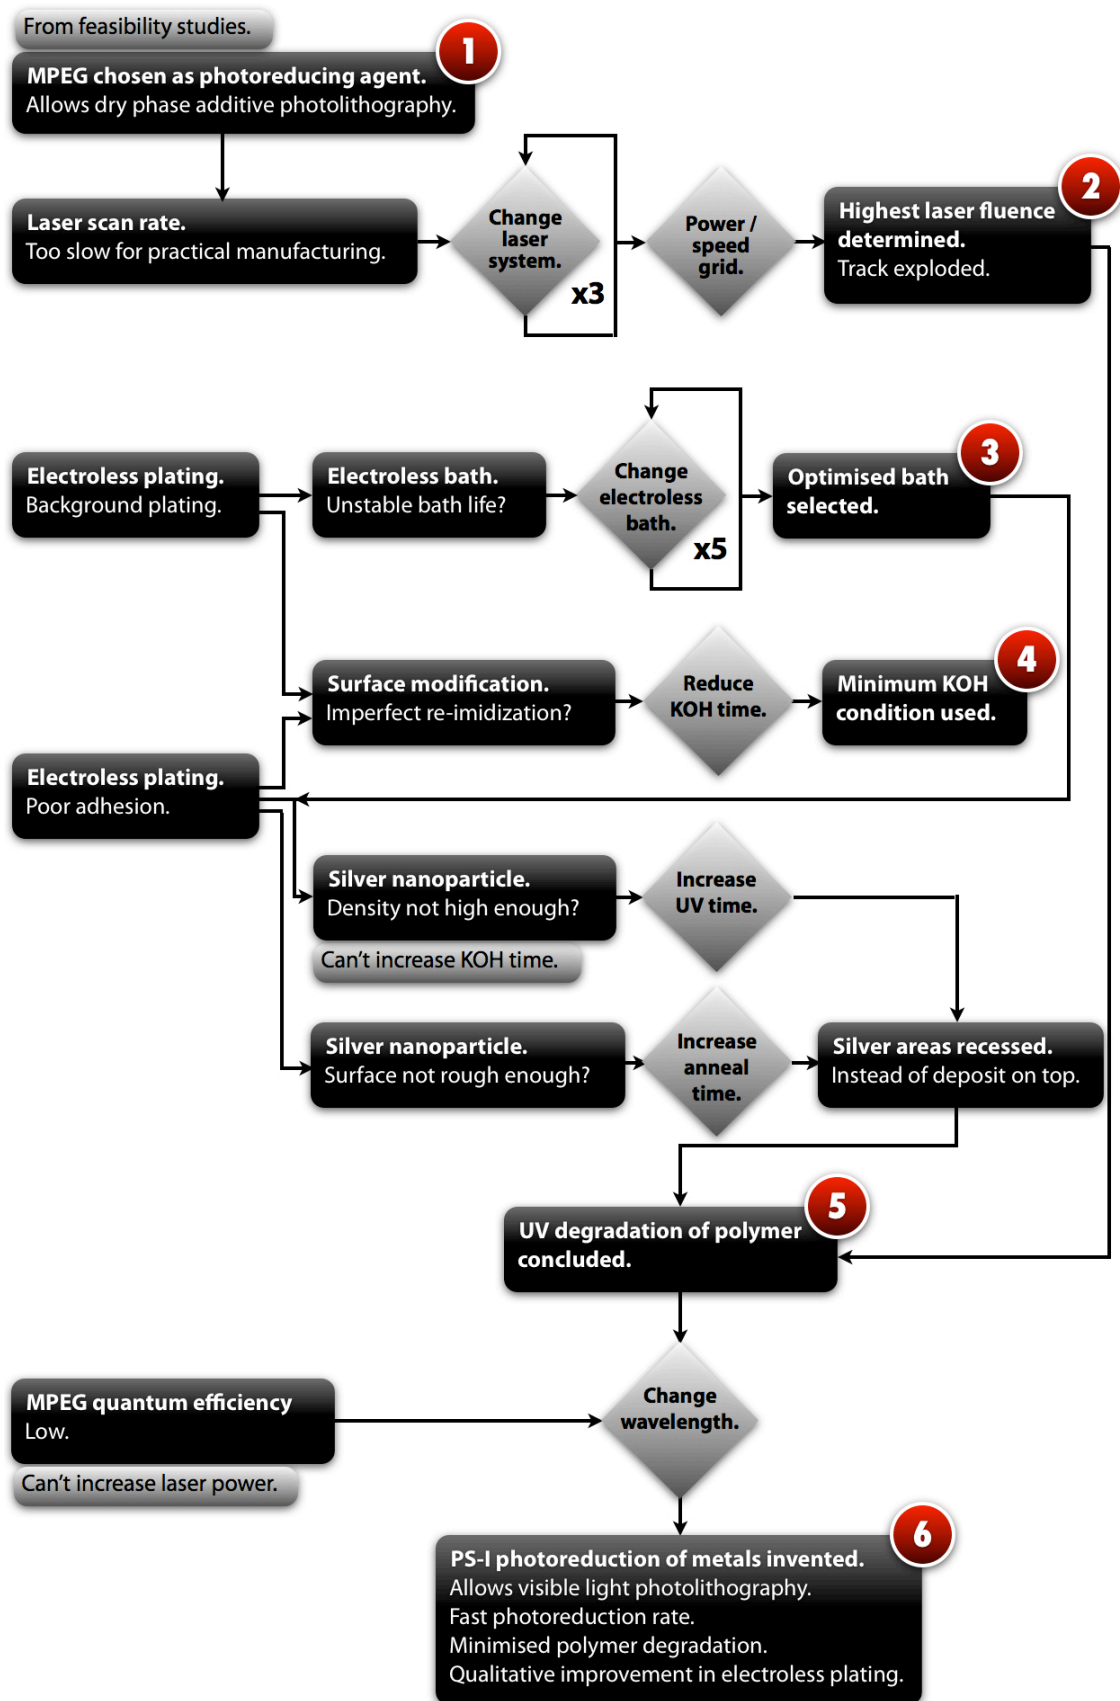 From feasibility studies.
1
MPEG chosen as photoreducing agent.
Allows dry phase additive photolithography.
Laser scan rate.
Too slow for practical manufacturing.
Change
laser
system.
x3
Power /
speed
grid.
2
Highest laser fluence
determined.
Track exploded.
Electroless plating.
Background plating.
Electroless bath.
Unstable bath life?
Change
electroless
bath.
x5
3
Optimised bath
selected.
Surface modification.
Imperfect re-imidization?
Reduce
KOH time.
4
Minimum KOH
condition used.
Electroless plating.
Poor adhesion.
Silver nanoparticle.
Density not high enough?
Can't increase KOH time.
Increase
UV time.
Silver nanoparticle.
Surface not rough enough?
Increase
anneal
time.
Silver areas recessed.
Instead of deposit on top.
5
UV degradation of polymer
concluded.
MPEG quantum efficiency
Low.
Can't increase laser power.
Change
wavelength.
6
PS-I photoreduction of metals invented.
Allows visible light photolithography.
Fast photoreduction rate.
Minimised polymer degradation.
Qualitative improvement in electroless plating.